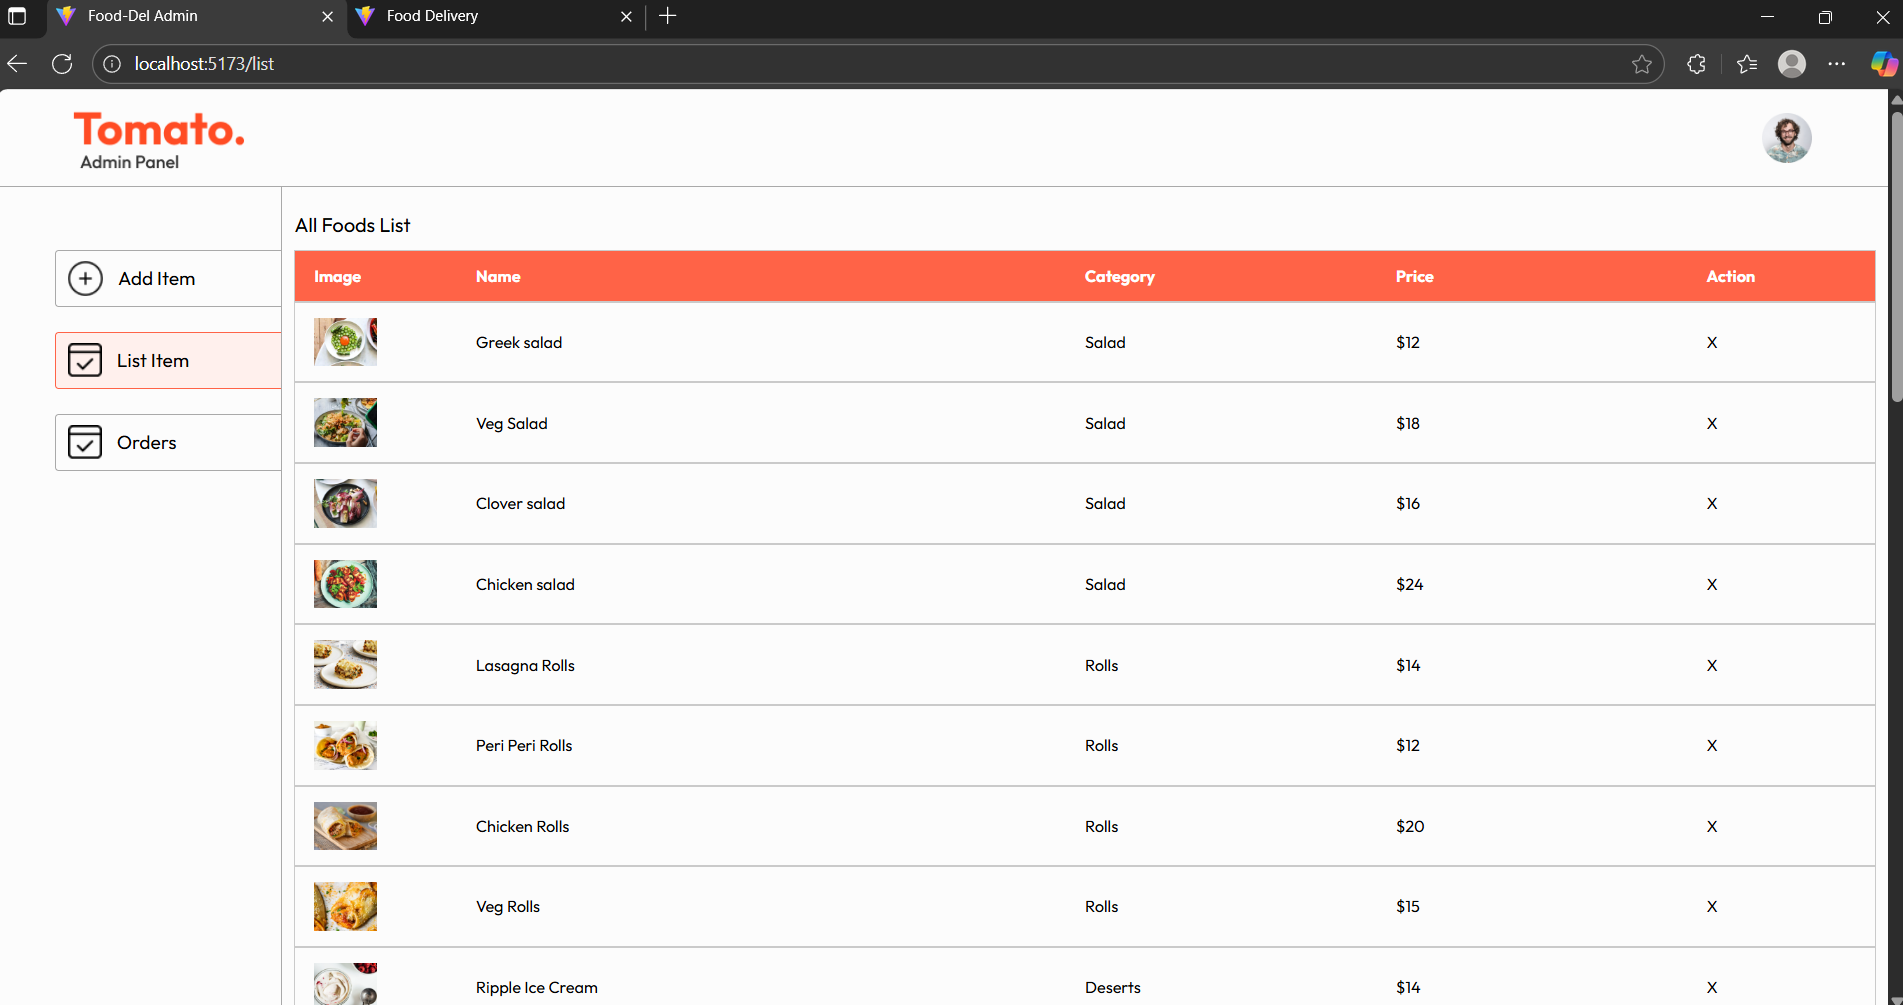 Food-Del Admin
Food Delivery
localhost:5173/list
Tomato.
Admin Panel
Add Item
List Item
Orders
All Foods List
Image Name Category Price Action
Greek salad Salad $12 X
Veg Salad Salad $18 X
Clover salad Salad $16 X
Chicken salad Salad $24 X
Lasagna Rolls Rolls $14 X
Peri Peri Rolls Rolls $12 X
Chicken Rolls Rolls $20 X
Veg Rolls Rolls $15 X
Ripple Ice Cream Deserts $14 X